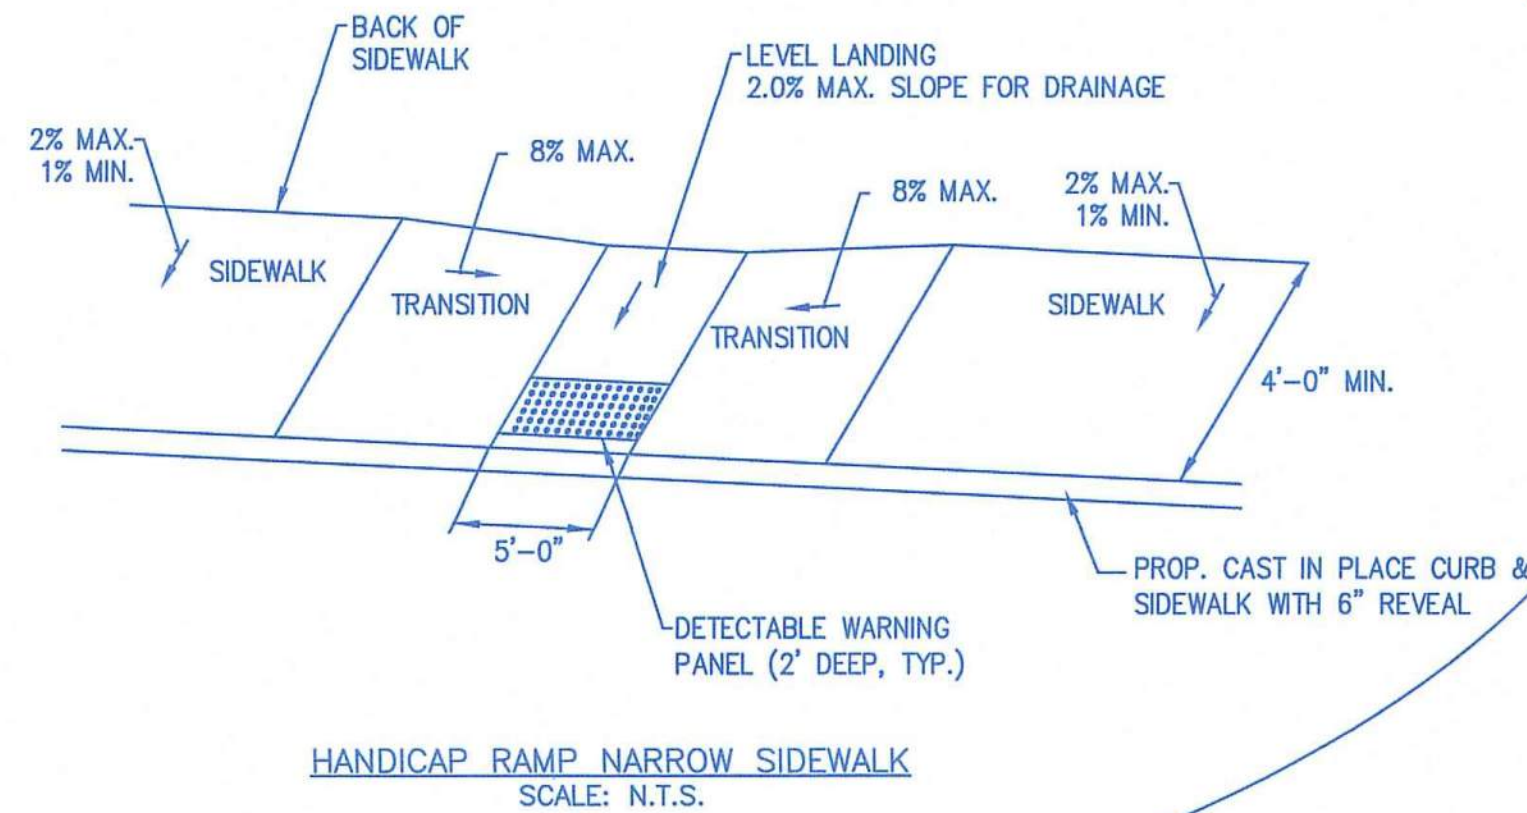 BACK OF
SIDEWALK
LEVEL LANDING
2.0% MAX. SLOPE FOR DRAINAGE
2% MAX.
1% MIN.
8% MAX.
8% MAX.
2% MAX.
1% MIN.
SIDEWALK
TRANSITION
TRANSITION
SIDEWALK
4'-0" MIN.
5'-0"
PROP. CAST IN PLACE CURB &
SIDEWALK WITH 6" REVEAL
DETECTABLE WARNING
PANEL (2' DEEP, TYP.)
HANDICAP RAMP NARROW SIDEWALK
SCALE: N.T.S.